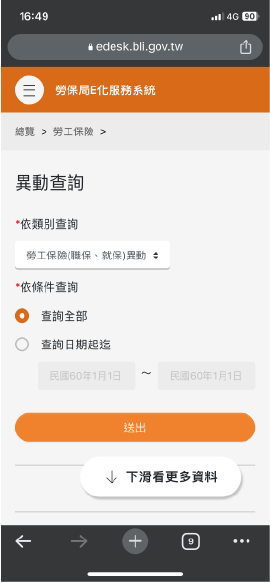 16:49
4G 90
edesk.bli.gov.tw
勞保局E化服務系統
總覽 > 勞工保險 >
異動查詢
*依類別查詢
勞工保險(職保、就保)異動
*依條件查詢
查詢全部
查詢日期起迄
民國60年1月1日 ～ 民國60年1月1日
送出
↓ 下滑看更多資料
9